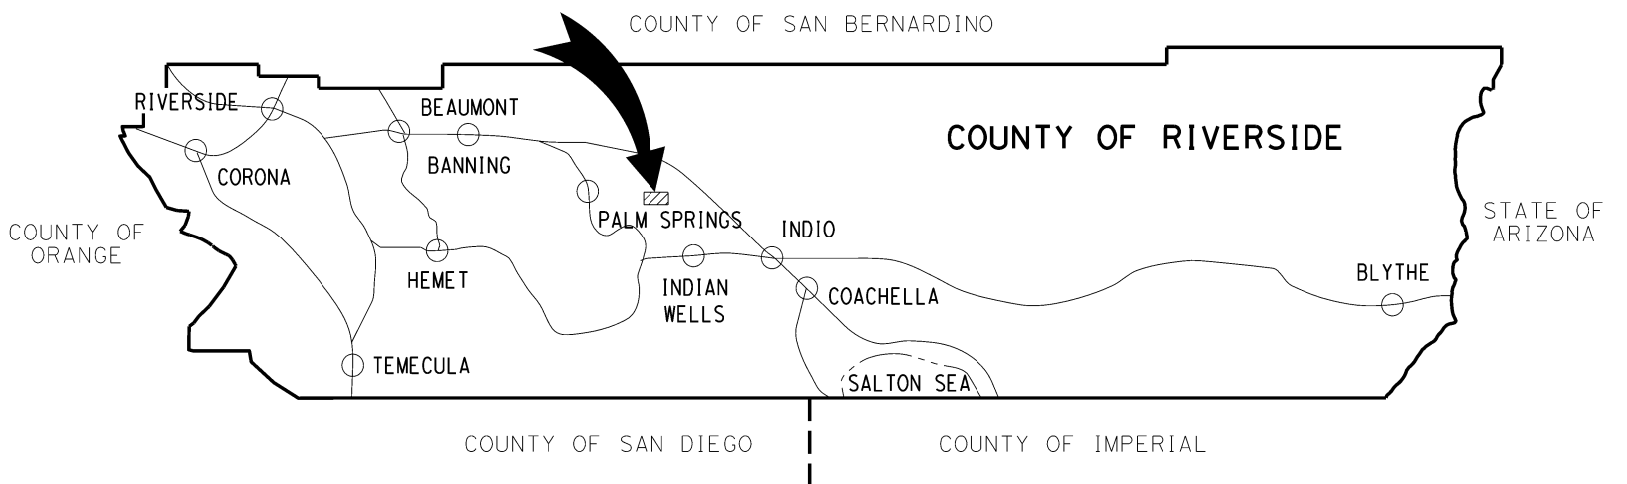 COUNTY OF SAN BERNARDINO
RIVERSIDE
BEAUMONT
COUNTY OF RIVERSIDE
BANNING
CORONA
PALM SPRINGS
INDIO
COUNTY OF
ORANGE
STATE OF
ARIZONA
HEMET
INDIAN
WELLS
COACHELLA
BLYTHE
TEMECULA
SALTON SEA
COUNTY OF SAN DIEGO
COUNTY OF IMPERIAL